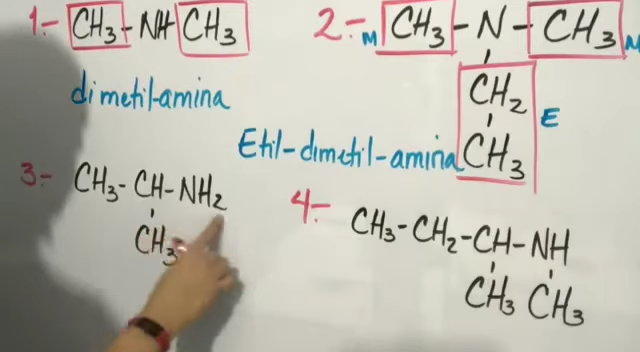 1-. CH3-NH CH3
dimetil-amina
2-. M CH3-N-CH3 M
CH2 E
CH3
Etil-dimetil-amina
3-. CH3-CH-NH2
CH3
4-. CH3-CH2-CH-NH
CH3 CH3